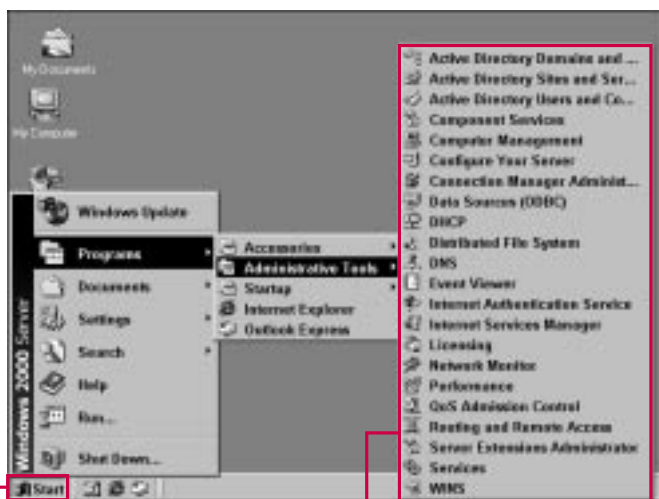 My Documents
My Computer
Windows Update
Programs
Documents
Settings
Search
Help
Run...
Shut Down...
Windows 2000 Server
Start
Accessories
Administrative Tools
Startup
Internet Explorer
Outlook Express
Active Directory Domains and ...
Active Directory Sites and Ser...
Active Directory Users and Co...
Component Services
Computer Management
Configure Your Server
Connection Manager Administ...
Data Sources (ODBC)
DHCP
Distributed File System
DNS
Event Viewer
Internet Authentication Service
Internet Services Manager
Licensing
Network Monitor
Performance
QoS Admission Control
Routing and Remote Access
Server Extensions Administrator
Services
WINS